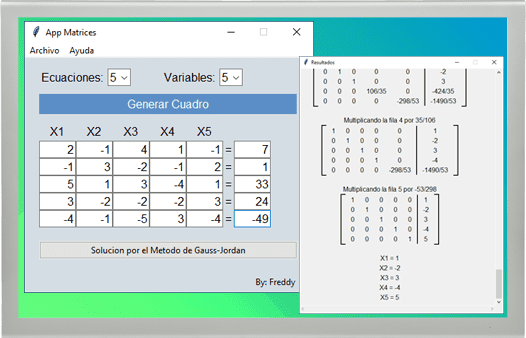 App Matrices
Archivo Ayuda
Ecuaciones: 5 Variables: 5
Generar Cuadro
X1 X2 X3 X4 X5
2 -1 4 1 -1 = 7
-1 3 -2 -1 2 = 1
5 1 3 -4 1 = 33
3 -2 -2 -2 3 = 24
-4 -1 -5 3 -4 = -49
Solucion por el Metodo de Gauss-Jordan
By: Freddy
Resultados
0 1 0 0 0 -2
0 0 1 0 0 3
0 0 0 106/35 0 -424/35
0 0 0 0 -298/53 -1490/53
Multiplicando la fila 4 por 35/106
1 0 0 0 0 1
0 1 0 0 0 -2
0 0 1 0 0 3
0 0 0 1 0 -4
0 0 0 0 -298/53 -1490/53
Multiplicando la fila 5 por -53/298
1 0 0 0 0 1
0 1 0 0 0 -2
0 0 1 0 0 3
0 0 0 1 0 -4
0 0 0 0 1 5
X1 = 1
X2 = -2
X3 = 3
X4 = -4
X5 = 5